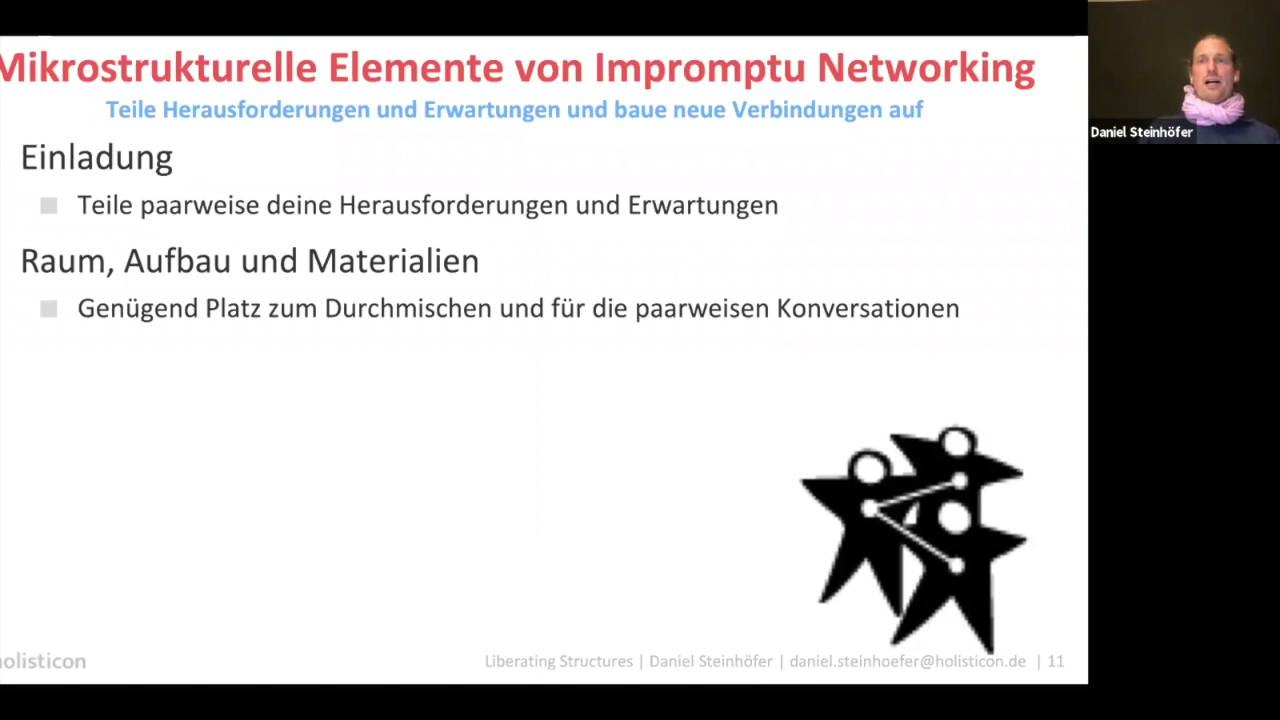 Mikrostrukturelle Elemente von Impromptu Networking
Teile Herausforderungen und Erwartungen und baue neue Verbindungen auf
Einladung
Teile paarweise deine Herausforderungen und Erwartungen
Raum, Aufbau und Materialien
Genügend Platz zum Durchmischen und für die paarweisen Konversationen
holisticon
Liberating Structures | Daniel Steinhöfer | daniel.steinhoefer@holisticon.de | 11
Daniel Steinhöfer